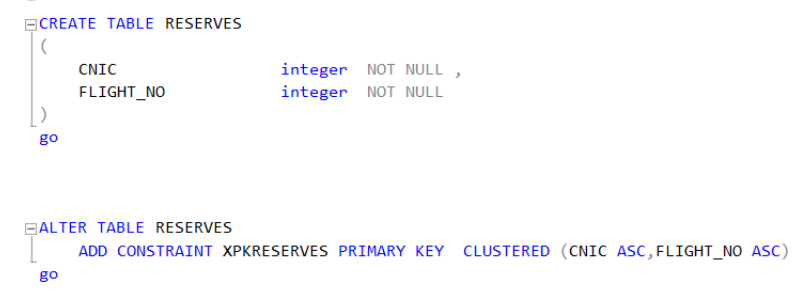 CREATE TABLE RESERVES
(
CNIC integer NOT NULL ,
FLIGHT_NO integer NOT NULL
)
go
ALTER TABLE RESERVES
ADD CONSTRAINT XPKRESERVES PRIMARY KEY CLUSTERED (CNIC ASC,FLIGHT_NO ASC)
go